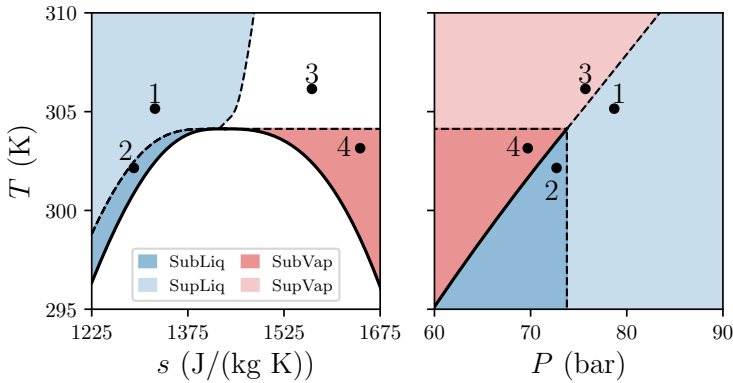 310
305
300
295
T (K)
1
2
3
4
SubLiq
SubVap
SupLiq
SupVap
1225
1375
1525
1675
s (J/(kg K))
3
1
4
2
60
70
80
90
P (bar)